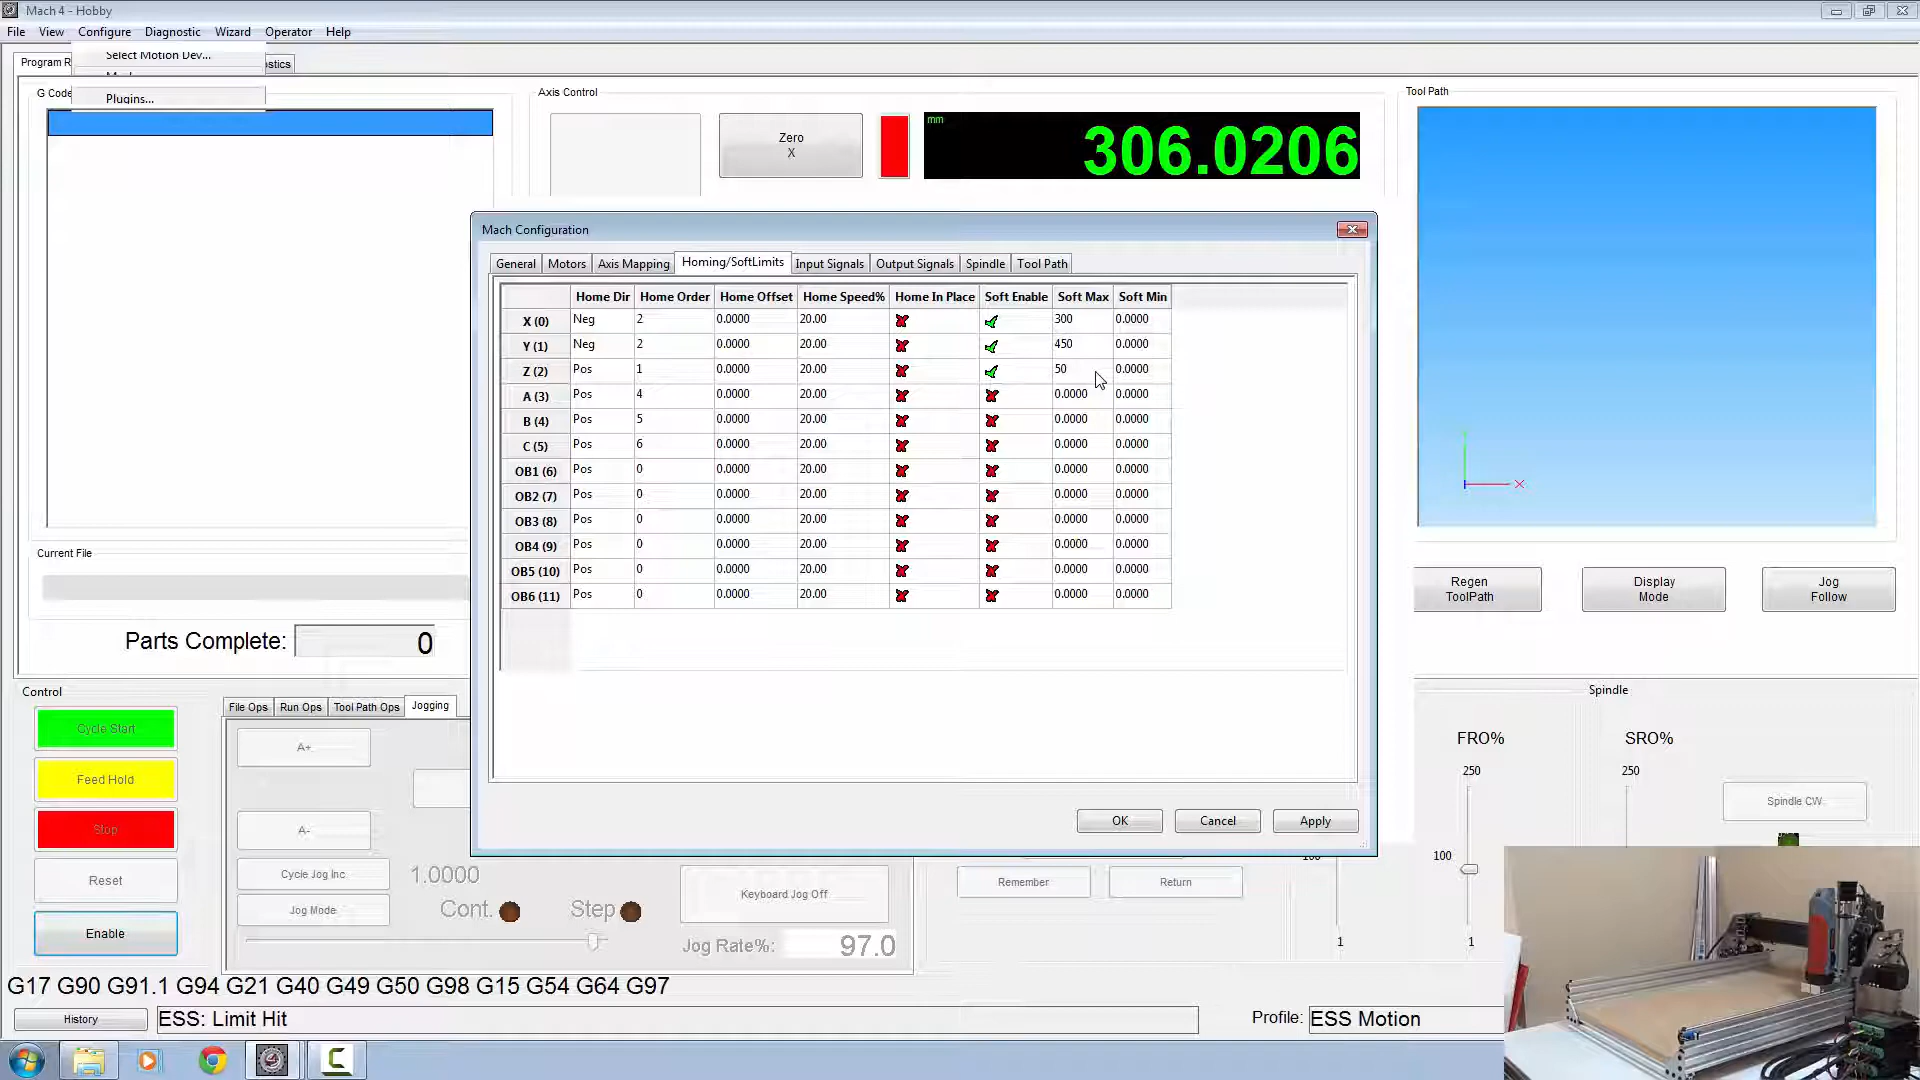 Mach 4 - Hobby
File View Configure Diagnostic Wizard Operator Help
Select Motion Dev...
Program R
stics
Plugins...
G Code
Axis Control
Tool Path
Zero
X
mm
306.0206
Mach Configuration
General Motors Axis Mapping Homing/SoftLimits Input Signals Output Signals Spindle Tool Path
Home Dir Home Order Home Offset Home Speed% Home In Place Soft Enable Soft Max Soft Min
X (0) Neg 2 0.0000 20.00 300 0.0000
Y (1) Neg 2 0.0000 20.00 450 0.0000
Z (2) Pos 1 0.0000 20.00 50 0.0000
A (3) Pos 4 0.0000 20.00 0.0000 0.0000
B (4) Pos 5 0.0000 20.00 0.0000 0.0000
C (5) Pos 6 0.0000 20.00 0.0000 0.0000
OB1 (6) Pos 0 0.0000 20.00 0.0000 0.0000
OB2 (7) Pos 0 0.0000 20.00 0.0000 0.0000
OB3 (8) Pos 0 0.0000 20.00 0.0000 0.0000
OB4 (9) Pos 0 0.0000 20.00 0.0000 0.0000
OB5 (10) Pos 0 0.0000 20.00 0.0000 0.0000
OB6 (11) Pos 0 0.0000 20.00 0.0000 0.0000
OK Cancel Apply
X
Current File
Regen
ToolPath
Display
Mode
Jog
Follow
Parts Complete: 0
Control
Cycle Start
Feed Hold
Stop
Reset
Enable
File Ops Run Ops Tool Path Ops Jogging
A+
A-
Cycle Jog Inc 1.0000
Jog Mode Cont. Step
Keyboard Jog Off
Jog Rate%: 97.0
Remember Return
Spindle
FRO% SRO%
250 250
100 100
1 1
Spindle CW
G17 G90 G91.1 G94 G21 G40 G49 G50 G98 G15 G54 G64 G97
History ESS: Limit Hit
Profile: ESS Motion